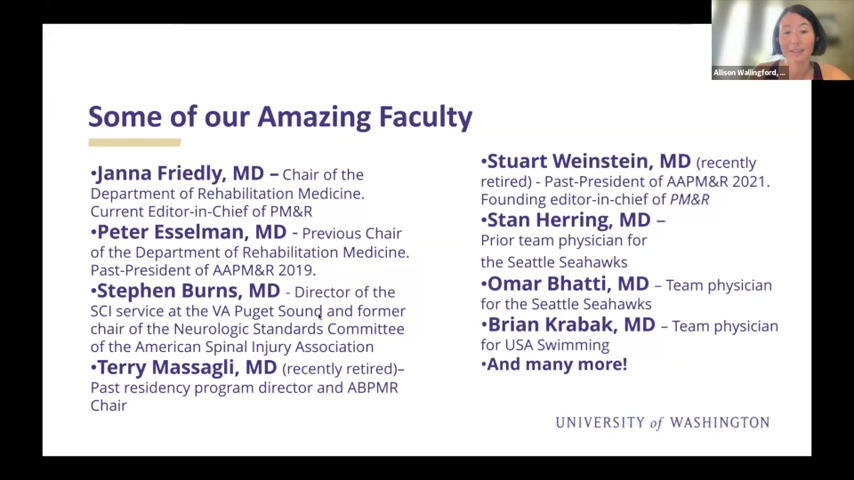 Allison Wallingford, ...
Some of our Amazing Faculty
•Janna Friedly, MD – Chair of the
Department of Rehabilitation Medicine.
Current Editor-in-Chief of PM&R
•Peter Esselman, MD - Previous Chair
of the Department of Rehabilitation Medicine.
Past-President of AAPM&R 2019.
•Stephen Burns, MD - Director of the
SCI service at the VA Puget Sound and former
chair of the Neurologic Standards Committee
of the American Spinal Injury Association
•Terry Massagli, MD (recently retired)–
Past residency program director and ABPMR
Chair
•Stuart Weinstein, MD (recently
retired) - Past-President of AAPM&R 2021.
Founding editor-in-chief of PM&R
•Stan Herring, MD –
Prior team physician for
the Seattle Seahawks
•Omar Bhatti, MD – Team physician
for the Seattle Seahawks
•Brian Krabak, MD – Team physician
for USA Swimming
•And many more!
UNIVERSITY of WASHINGTON